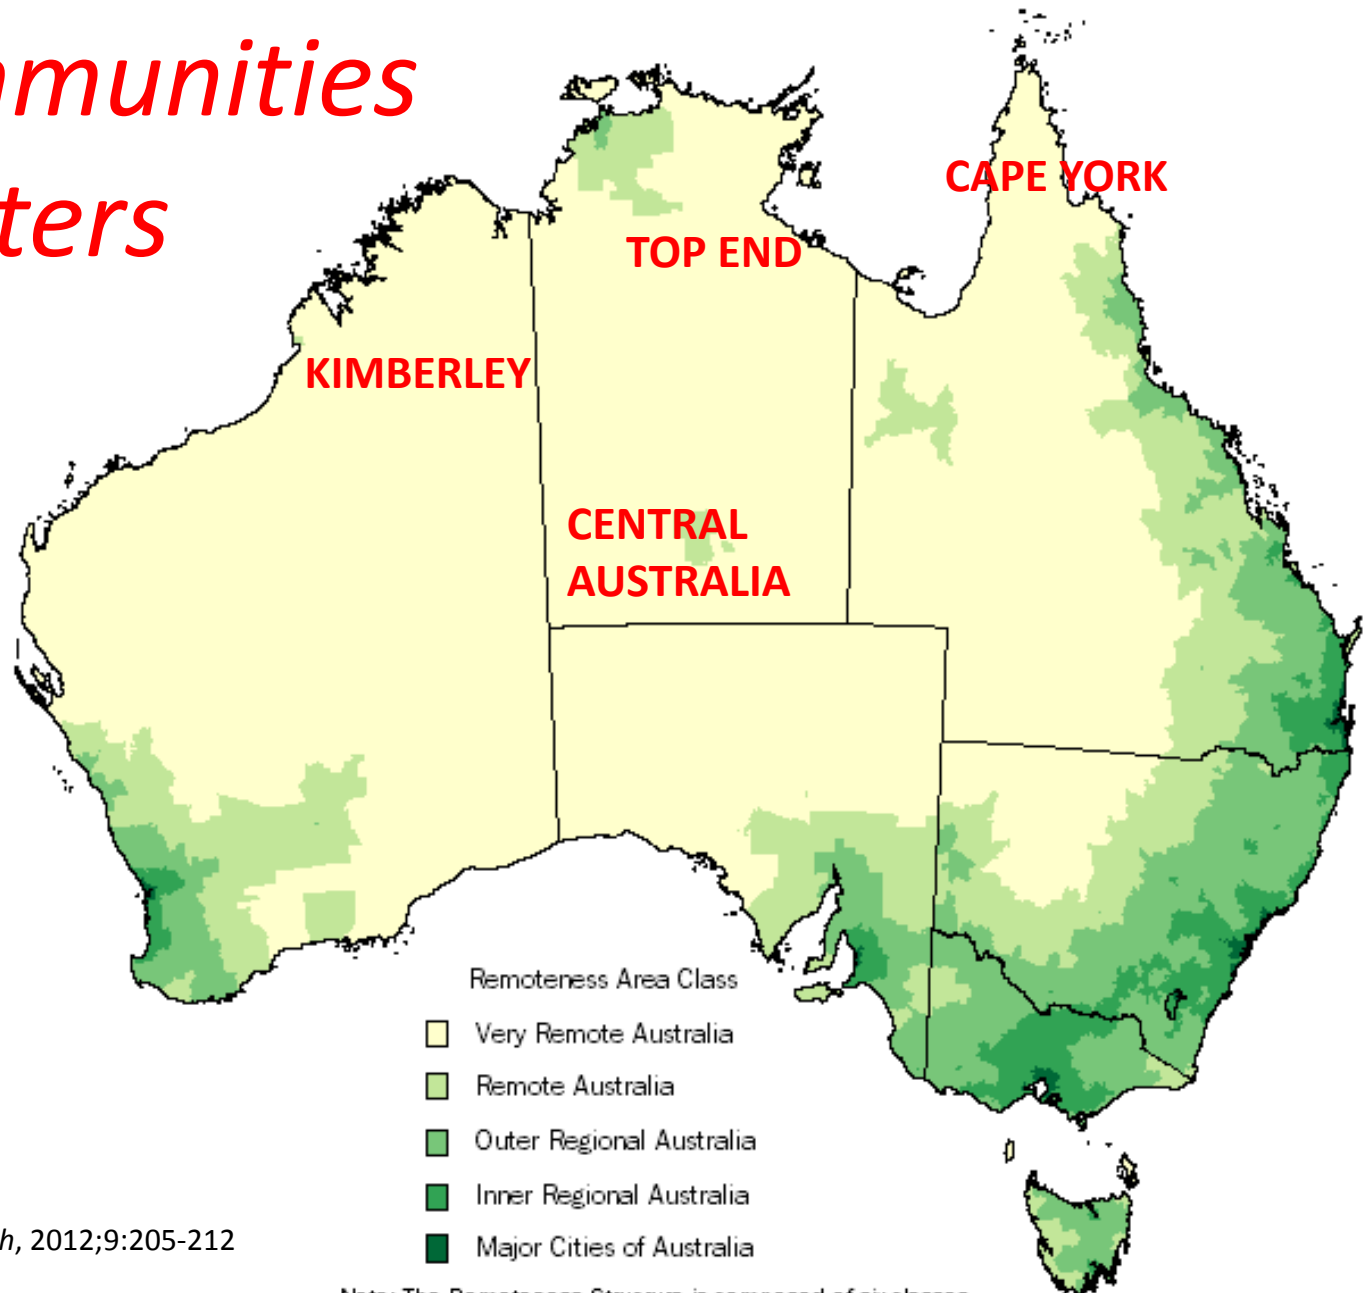 munities
ters
CAPE YORK
TOP END
KIMBERLEY
CENTRAL
AUSTRALIA
Remoteness Area Class
Very Remote Australia
Remote Australia
Outer Regional Australia
Inner Regional Australia
Major Cities of Australia
h, 2012;9:205-212